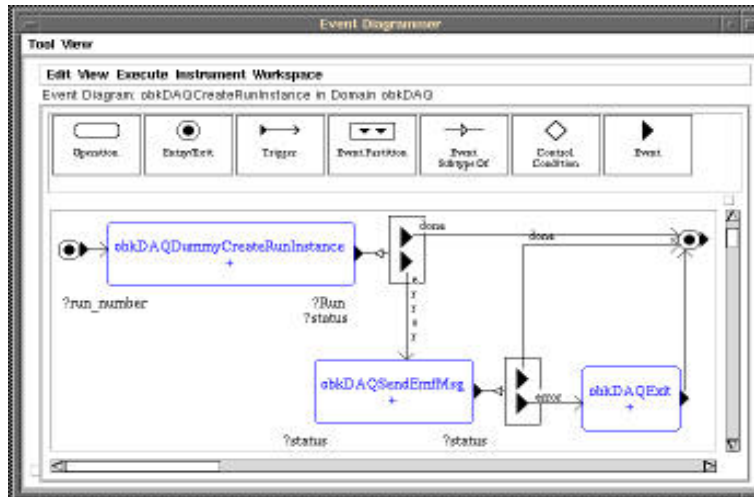 Event Diagrammer
Tool View
Edit View Execute Instrument Workspace
Event Diagram: obkDAQCreateRunInstance in Domain obkDAQ
Operation
Entry/Exit
Trigger
Event Partition
Event
Subtype Of
Control
Condition
Event
done
done
obkDAQDummyCreateRunInstance
+
error
?run_number
?Run
?status
obkDAQSendErrfMsg
+
error
obkDAQExit
+
?status
?status